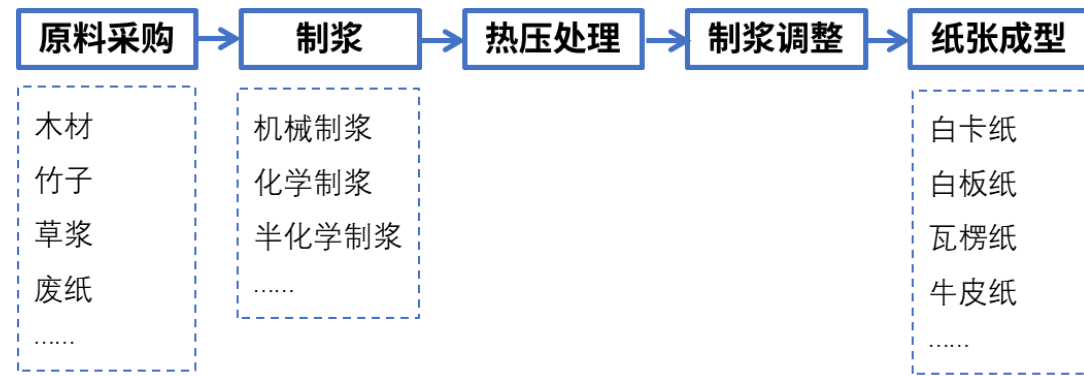 原料采购
制浆
热压处理
制浆调整
纸张成型
木材
竹子
草浆
废纸
……
机械制浆
化学制浆
半化学制浆
……
白卡纸
白板纸
瓦楞纸
牛皮纸
……